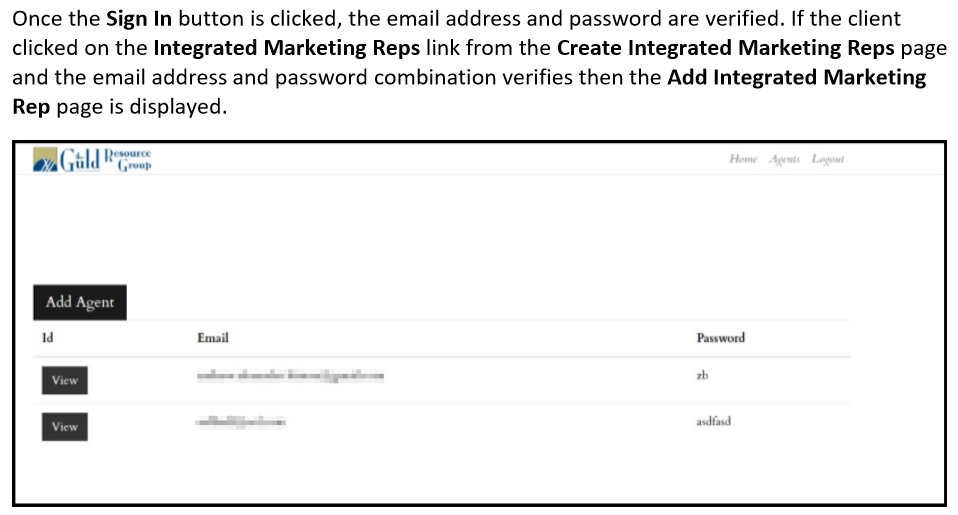 Once the Sign In button is clicked, the email address and password are verified. If the client
clicked on the Integrated Marketing Reps link from the Create Integrated Marketing Reps page
and the email address and password combination verifies then the Add Integrated Marketing
Rep page is displayed.
Guld Resource Group
Home Agents Logout
Add Agent
Id Email Password
View zb
View asdfasd